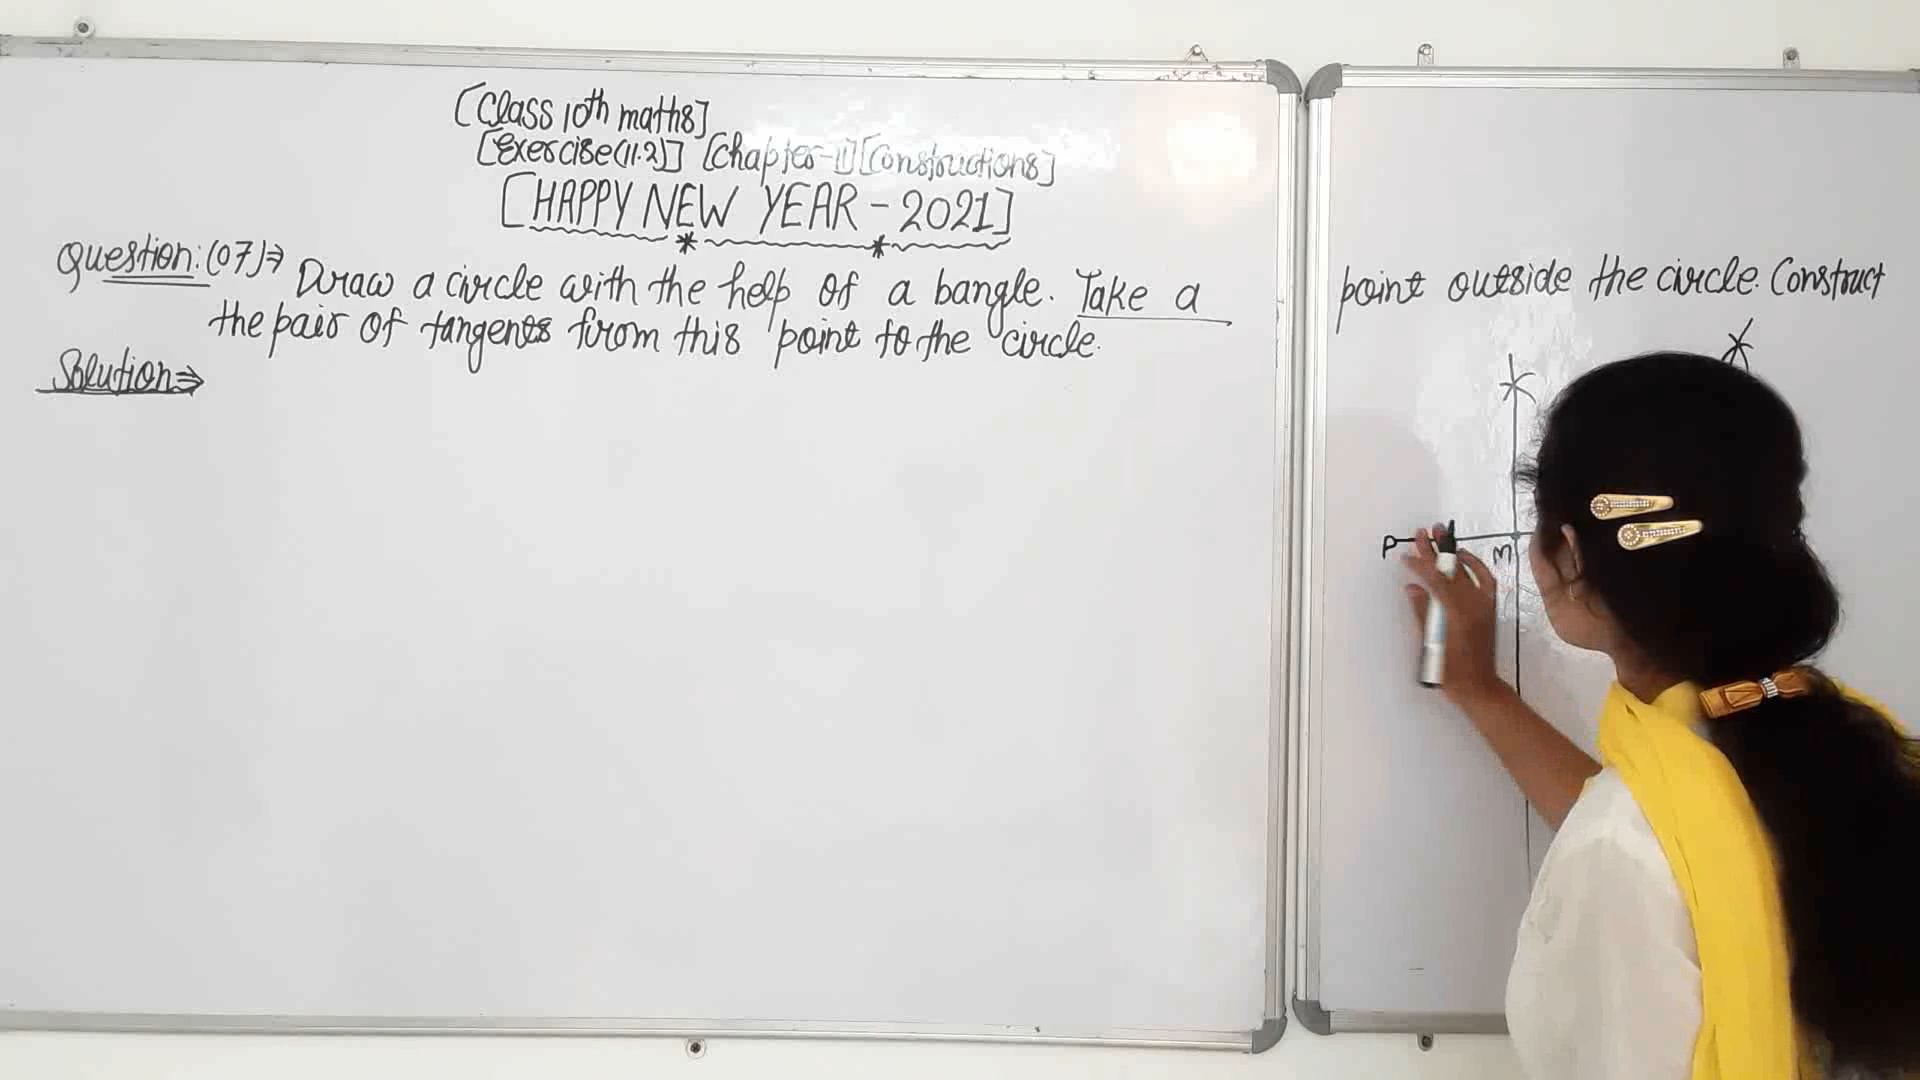 [Class 10th maths]
[Exercise(11.2)] [Chapter-11][Constructions]
[HAPPY NEW YEAR - 2021]
Question:(07)⇒ Draw a circle with the help of a bangle. Take a point outside the circle. Construct
the pair of tangents from this point to the circle.
Solution⇒
P
M